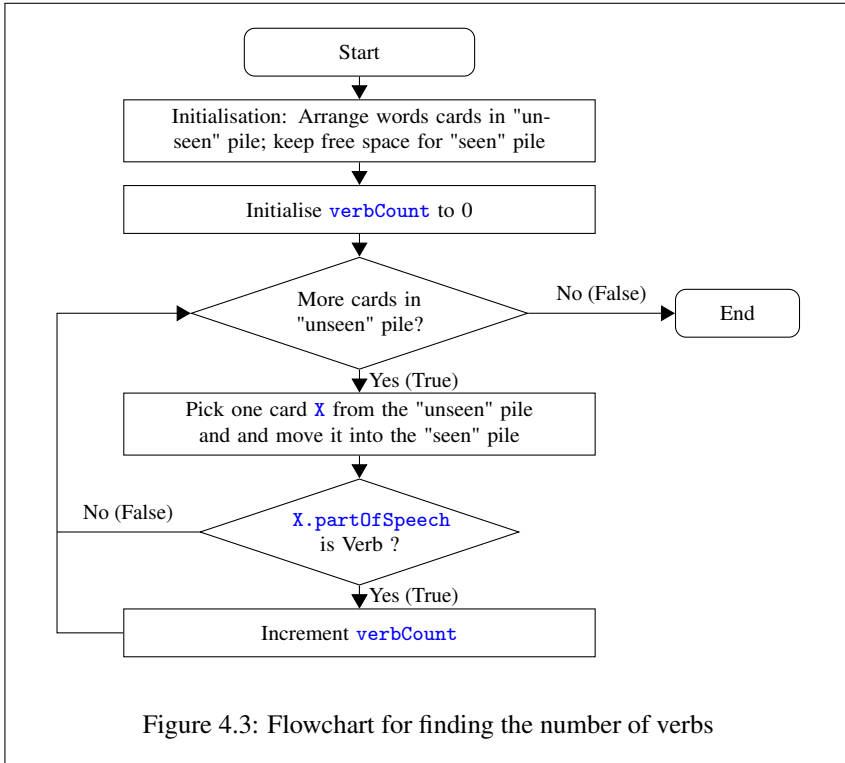 Start
Initialisation: Arrange words cards in "un-
seen" pile; keep free space for "seen" pile
Initialise verbCount to 0
More cards in
"unseen" pile?
No (False)
End
Yes (True)
Pick one card X from the "unseen" pile
and and move it into the "seen" pile
No (False)
X.partOfSpeech
is Verb ?
Yes (True)
Increment verbCount
Figure 4.3: Flowchart for finding the number of verbs